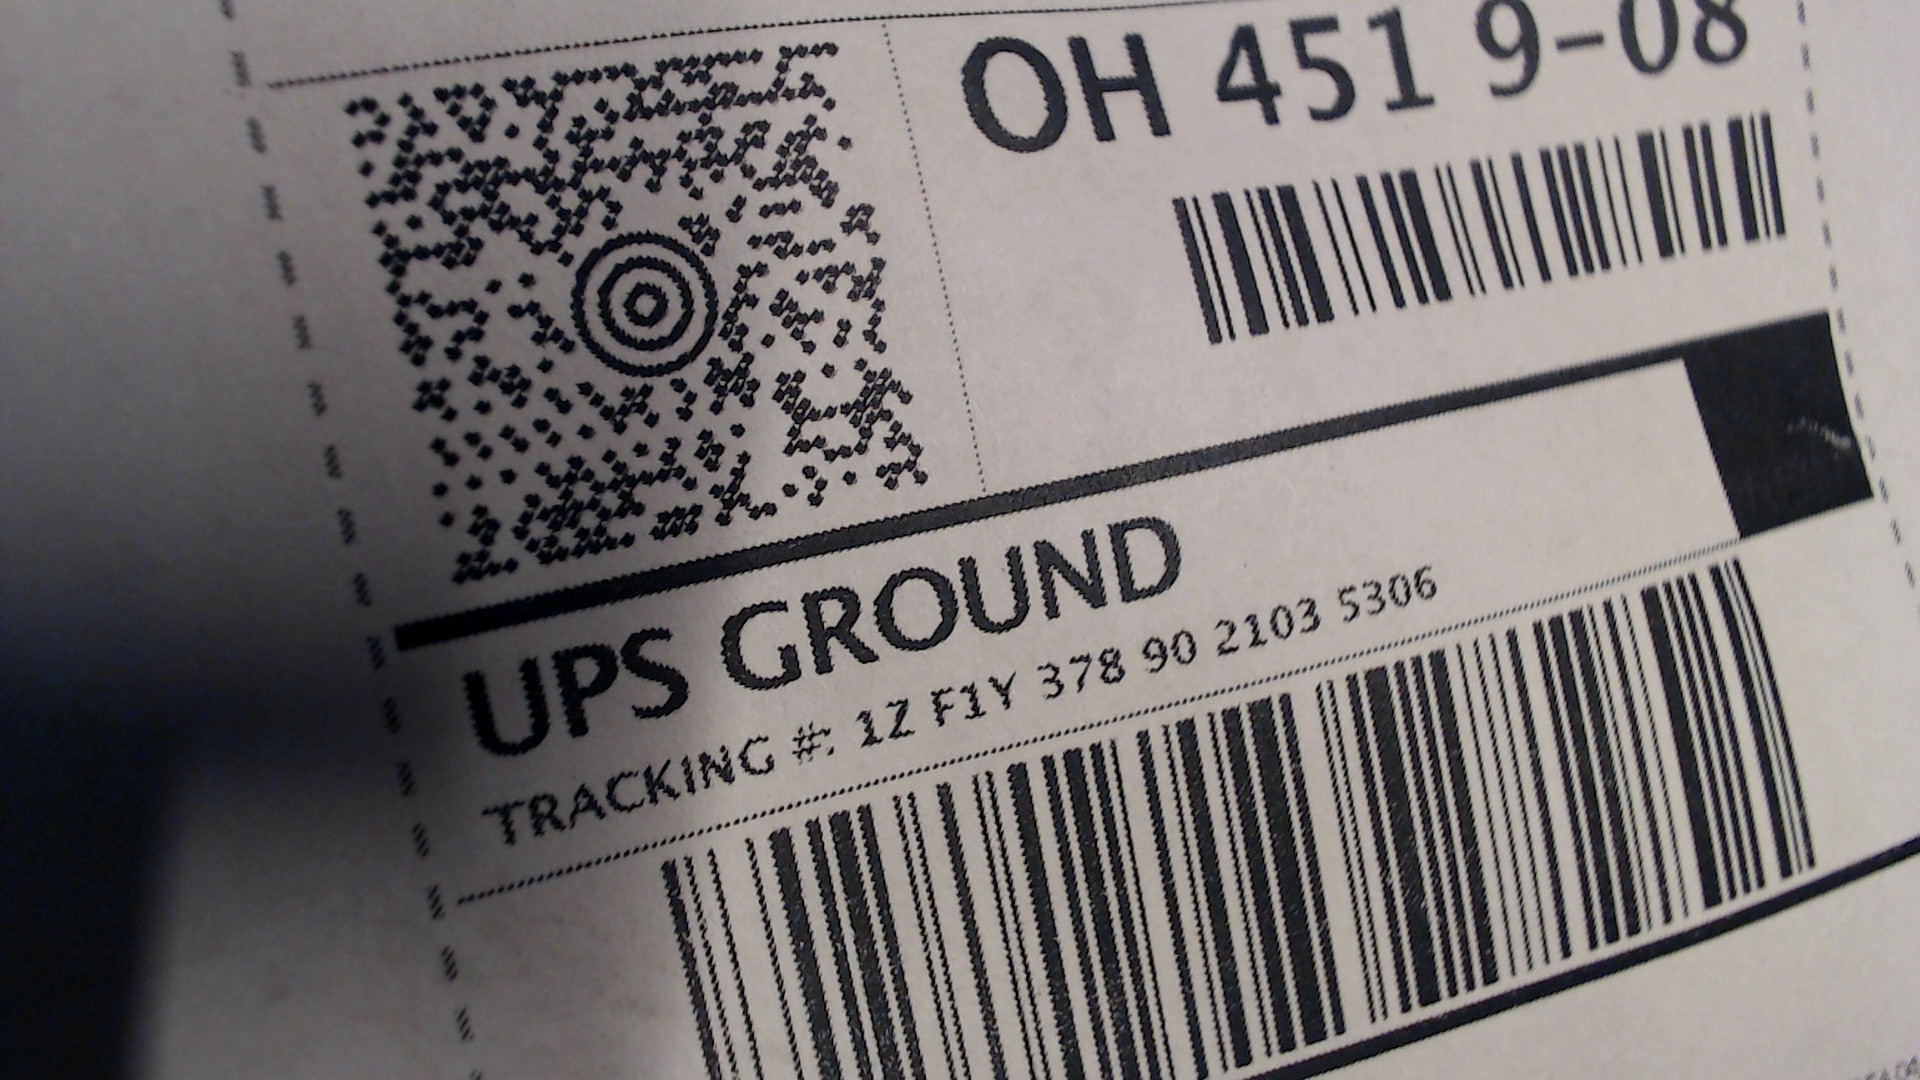 OH 451 9-08
UPS GROUND
TRACKING #: 1Z F1Y 378 90 2103 5306